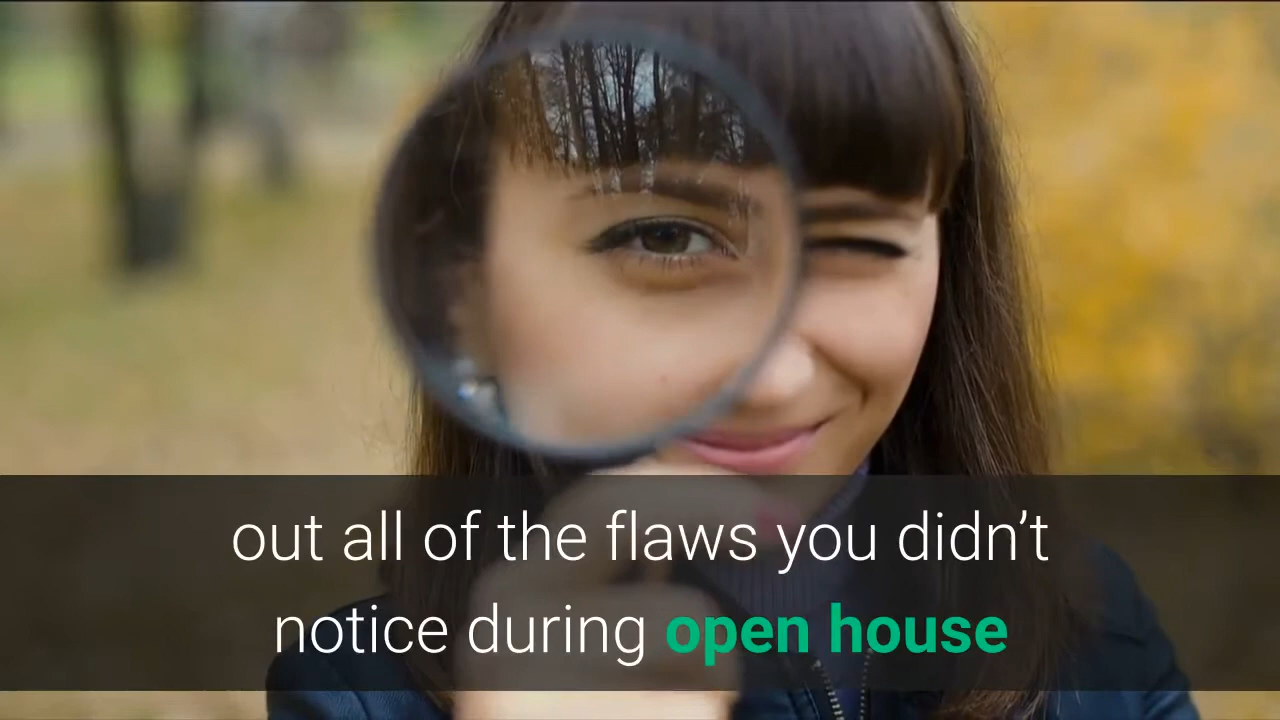 out all of the flaws you didn’t
notice during open house